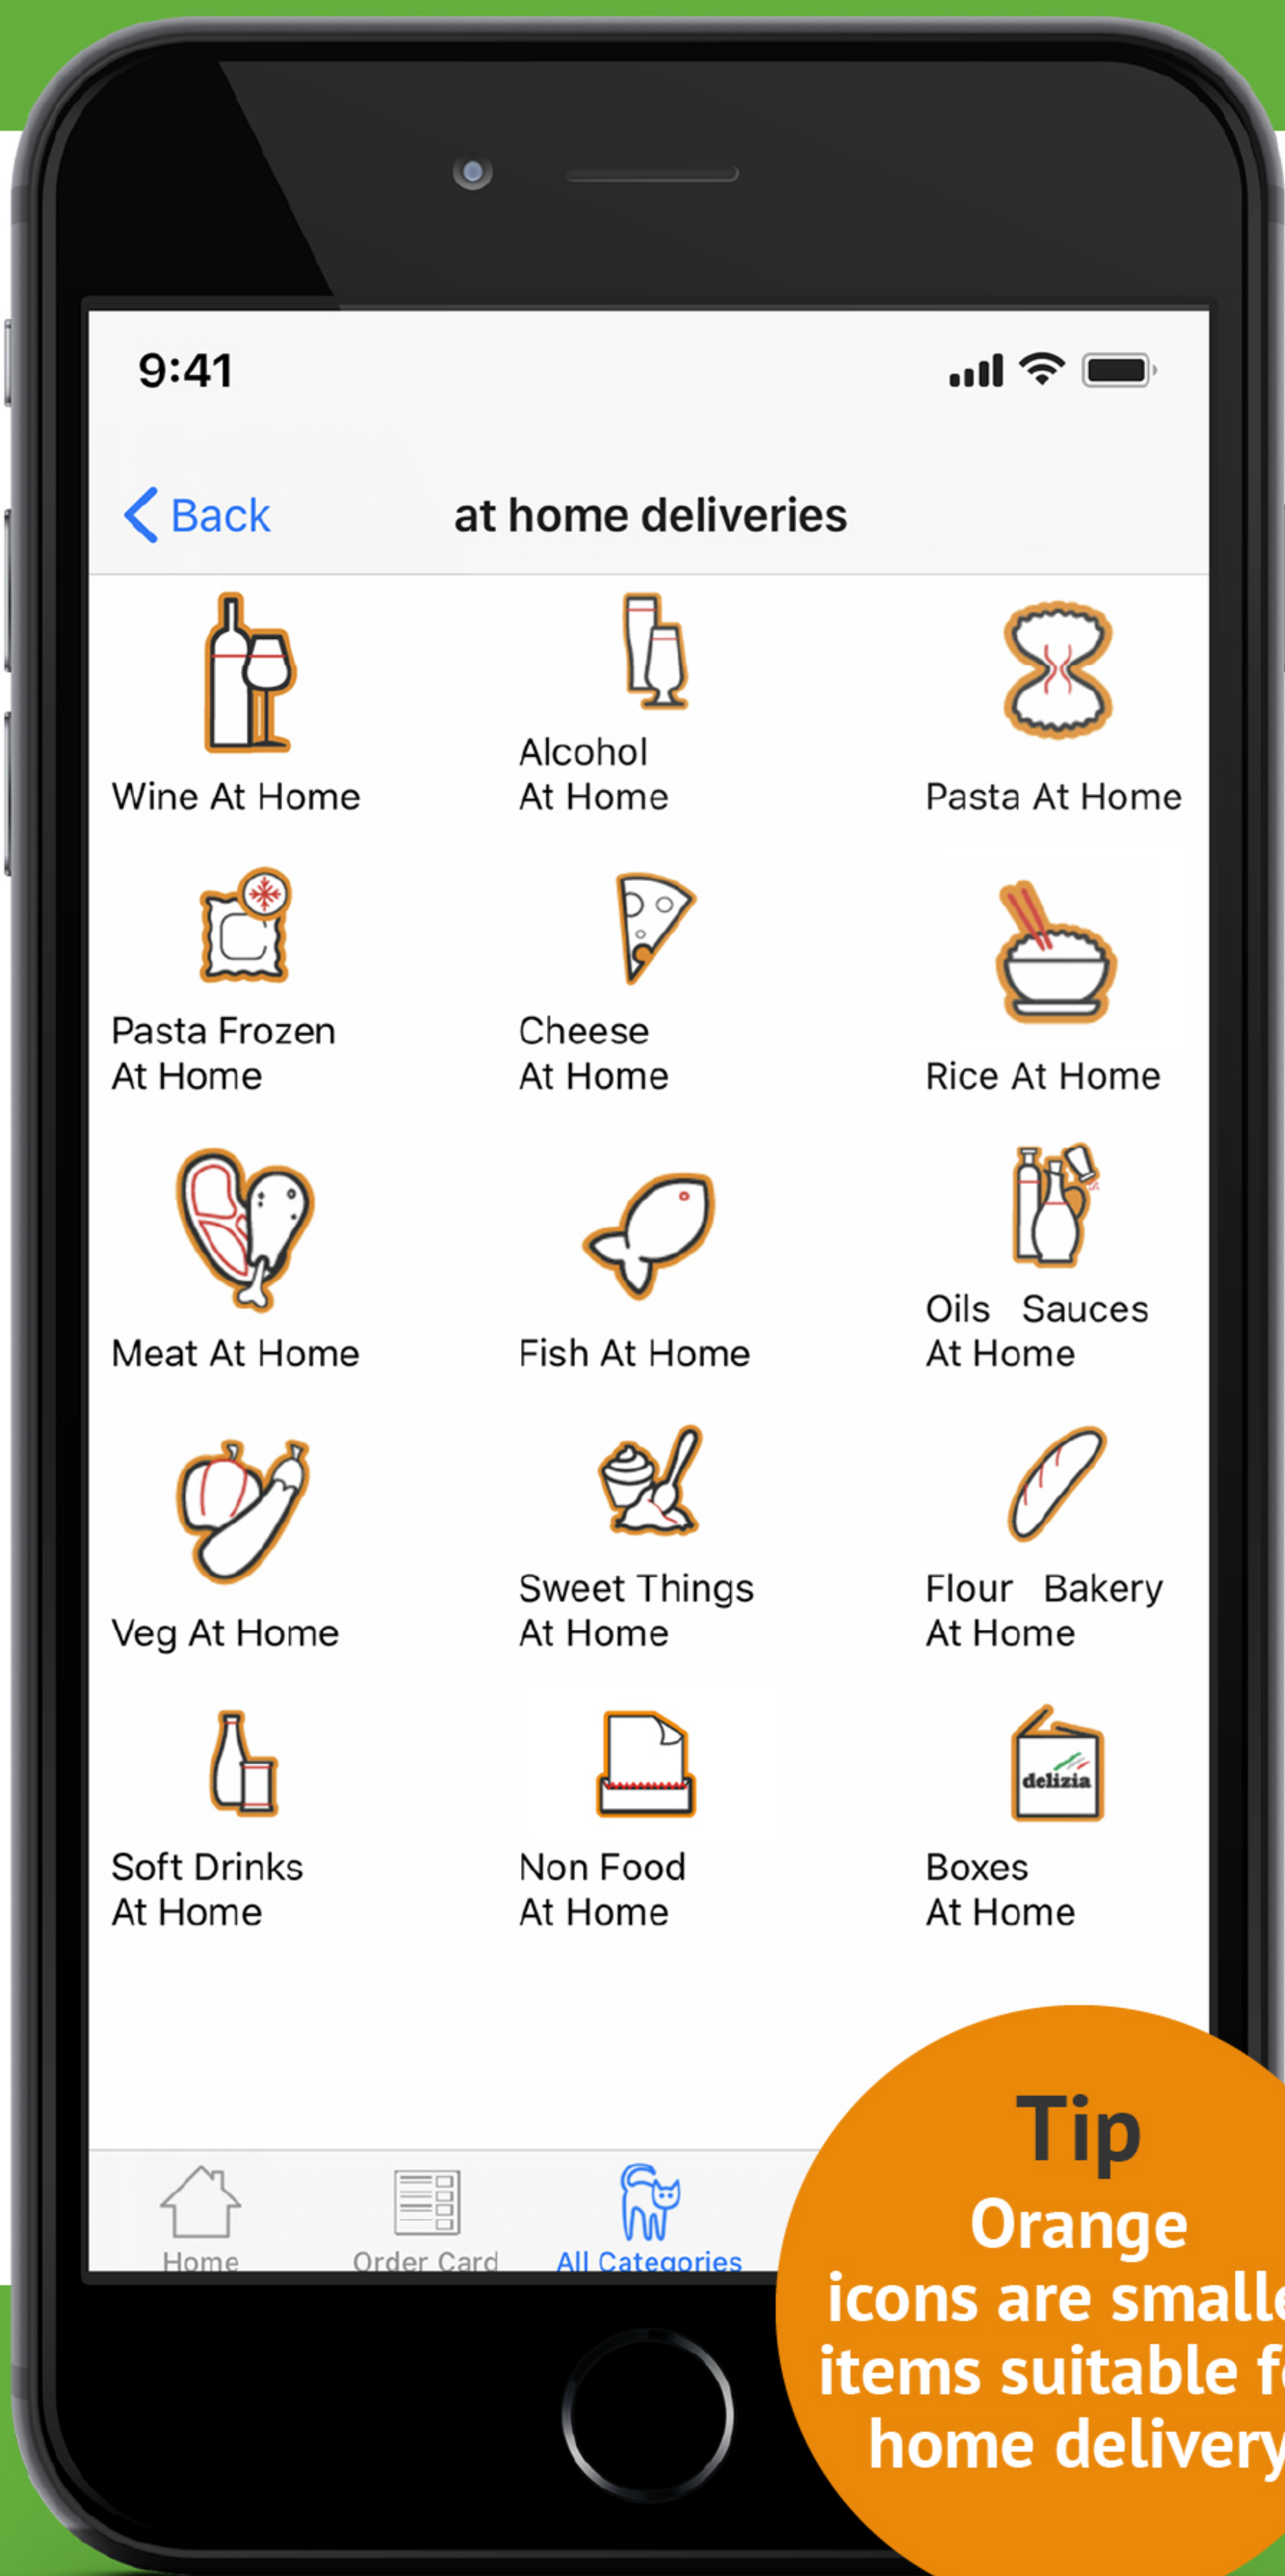 9:41
Back
at home deliveries
Wine At Home
Alcohol
At Home
Pasta At Home
Pasta Frozen
At Home
Cheese
At Home
Rice At Home
Meat At Home
Fish At Home
Oils Sauces
At Home
Veg At Home
Sweet Things
At Home
Flour Bakery
At Home
delizia
Soft Drinks
At Home
Non Food
At Home
Boxes
At Home
Home
Order Card
All Categories
Tip
Orange
icons are
items suitable
home delivery